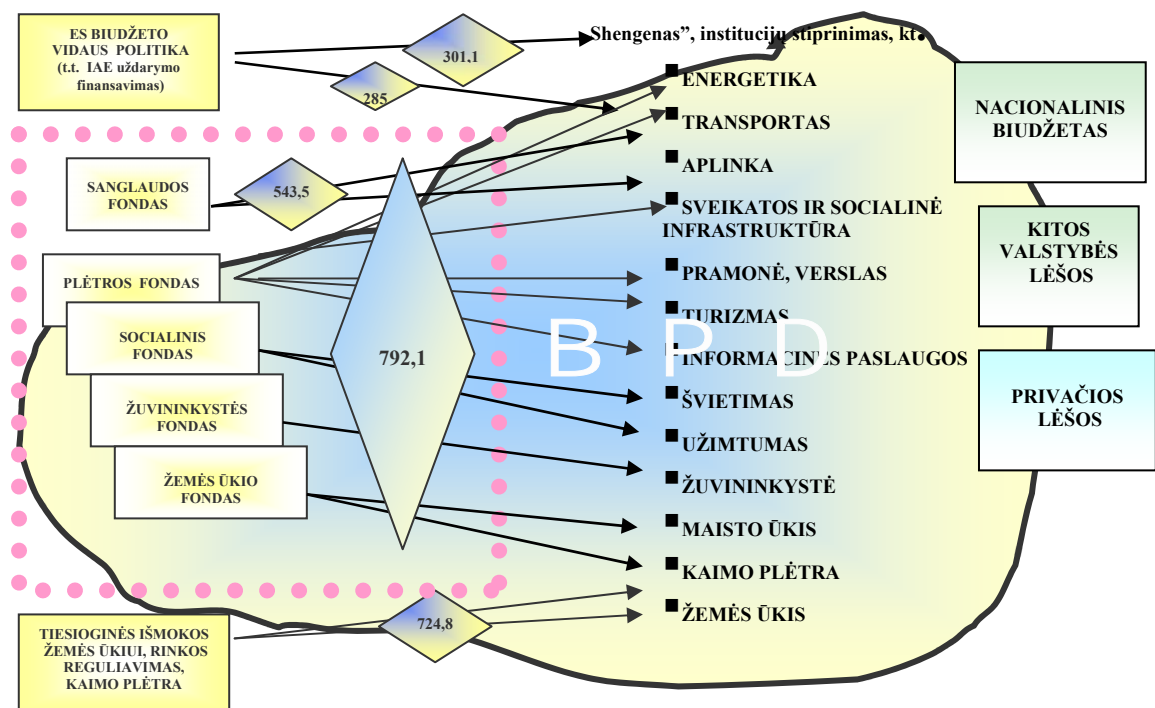 ES BIUDŽETO
VIDAUS POLITIKA
(t.t. IAE uždarymo
finansavimas)
301,1
285
Shengenas”, institucijų stiprinimas, kt.
SANGLAUDOS
FONDAS
543,5
PLĖTROS FONDAS
SOCIALINIS
FONDAS
ŽUVININKYSTĖS
FONDAS
ŽEMĖS ŪKIO
FONDAS
792,1
TIESIOGINĖS IŠMOKOS
ŽEMĖS ŪKIUI, RINKOS
REGULIAVIMAS,
KAIMO PLĖTRA
724,8
B P D
■ ENERGETIKA
■ TRANSPORTAS
■ APLINKA
■ SVEIKATOS IR SOCIALINĖ
INFRASTRUKTŪRA
■ PRAMONĖ, VERSLAS
■ TURIZMAS
■ INFORMACINĖS PASLAUGOS
■ ŠVIETIMAS
■ UŽIMTUMAS
■ ŽUVININKYSTĖ
■ MAISTO ŪKIS
■ KAIMO PLĖTRA
■ ŽEMĖS ŪKIS
NACIONALINIS
BIUDŽETAS
KITOS
VALSTYBĖS
LĖŠOS
PRIVAČIOS
LĖŠOS